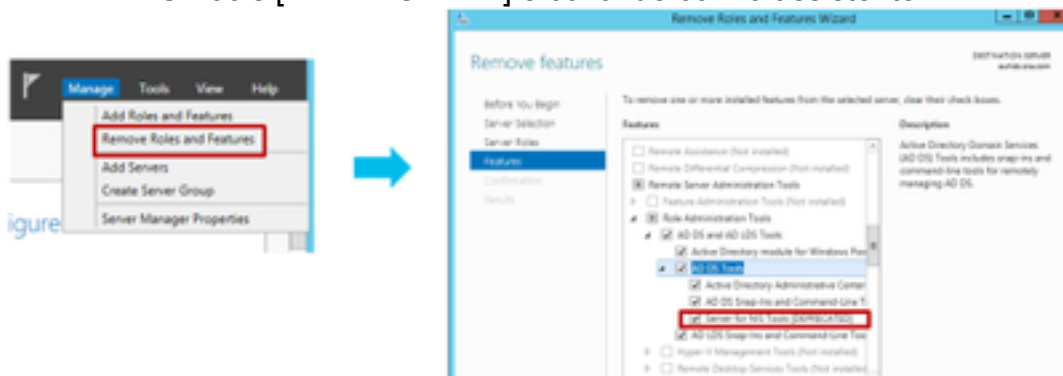 Manage Tools View Help
Add Roles and Features
Remove Roles and Features
Add Servers
Create Server Group
Server Manager Properties
igure
Remove Roles and Features Wizard
Remove features
DESTINATION SERVER
Before You Begin
Server Selection
Server Roles
Features
Confirmation
Results
To remove one or more installed features from the selected server, clear their check boxes.
Features
Remote Assistance (Not installed)
Remote Differential Compression (Not installed)
Remote Server Administration Tools
Feature Administration Tools (Not installed)
Role Administration Tools
AD DS and AD LDS Tools
Active Directory module for Windows Pow
AD DS Tools
Active Directory Administrative Center
AD DS Snap-Ins and Command-Line T
Server for NIS Tools [DEPRECATED]
AD LDS Snap-Ins and Command-Line Too
Hyper-V Management Tools (Not installed)
Remote Desktop Services Tools (Not installed
Description
Active Directory Domain Services
(AD DS) Tools includes snap-ins and
command-line tools for remotely
managing AD DS.